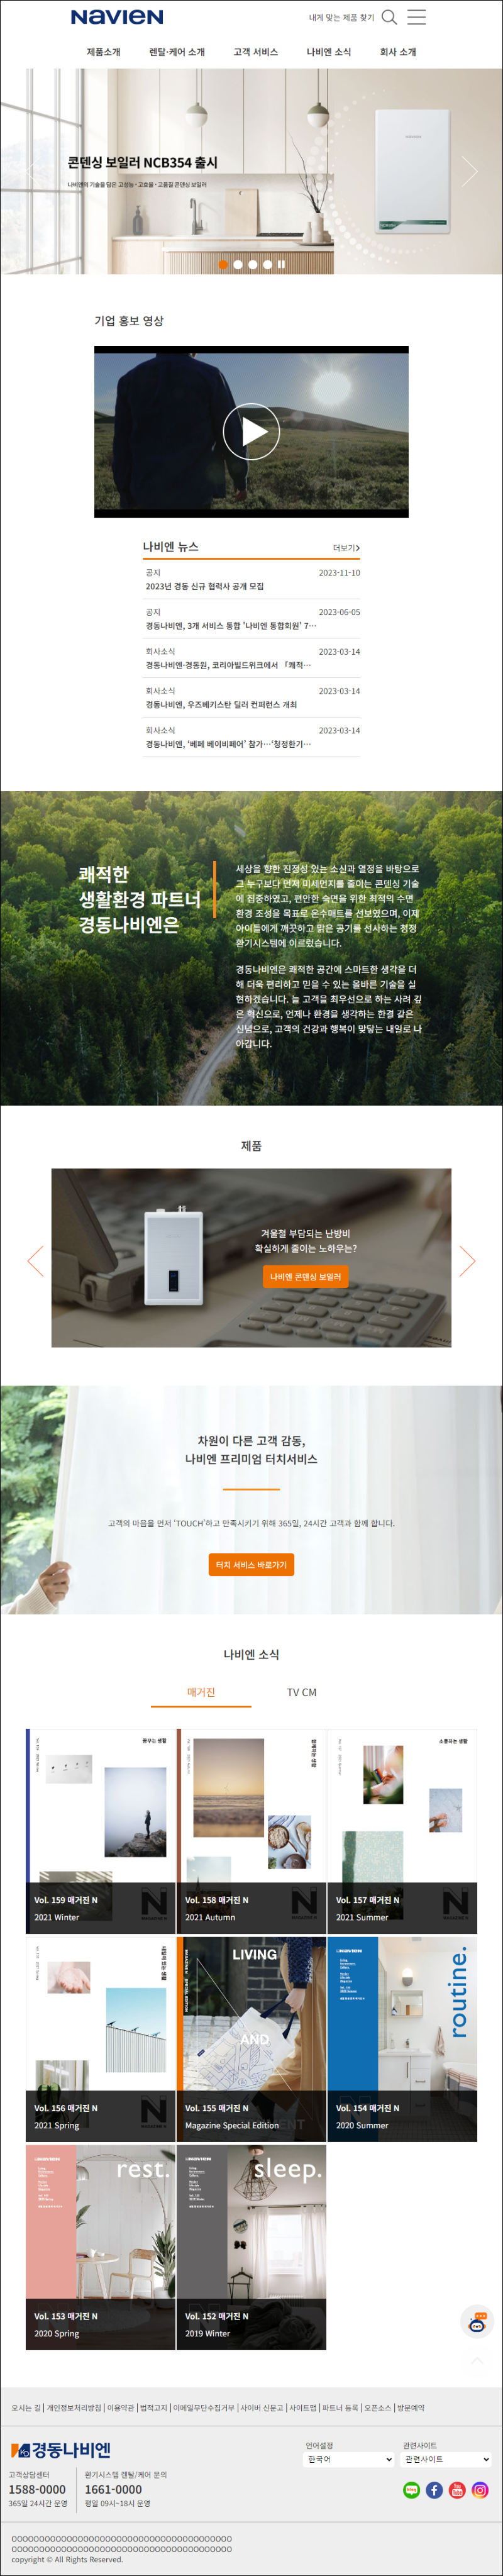 NAVIEN
내게 맞는 제품 찾기
제품소개 렌탈·케어 소개 고객 서비스 나비엔 소식 회사 소개
콘덴싱 보일러 NCB354 출시
나비엔의 기술을 담은 고성능·고효율·고품질 콘덴싱 보일러
기업 홍보 영상
나비엔 뉴스 더보기
공지 2023-11-10
2023년 경동 신규 협력사 공개 모집
공지 2023-06-05
경동나비엔, 3개 서비스 통합 '나비엔 통합회원' 7…
회사소식 2023-03-14
경동나비엔·경동원, 코리아빌드위크에서 「쾌적…
회사소식 2023-03-14
경동나비엔, 우즈베키스탄 딜러 컨퍼런스 개최
회사소식 2023-03-14
경동나비엔, '베페 베이비페어' 참가…'청정환기…
쾌적한
생활환경 파트너
경동나비엔은
세상을 향한 진정성 있는 소신과 열정을 바탕으로
그 누구보다 먼저 미세먼지를 줄이는 콘덴싱 기술
에 집중하였고, 편안한 숙면을 위한 최적의 수면
환경 조성을 목표로 온수매트를 선보였으며, 이제
아이들에게 깨끗하고 맑은 공기를 선사하는 청정
환기시스템에 이르렀습니다.
경동나비엔은 쾌적한 공간에 스마트한 생각을 더
해 더욱 편리하고 믿을 수 있는 올바른 기술을 실
현하겠습니다. 늘 고객을 최우선으로 하는 사려 깊
은 혁신으로, 언제나 환경을 생각하는 한결 같은
신념으로, 고객의 건강과 행복이 맞닿는 내일로 나
아갑니다.
제품
겨울철 부담되는 난방비
확실하게 줄이는 노하우는?
나비엔 콘덴싱 보일러
차원이 다른 고객 감동,
나비엔 프리미엄 터치서비스
고객의 마음을 먼저 'TOUCH'하고 만족시키기 위해 365일, 24시간 고객과 함께 합니다.
터치 서비스 바로가기
나비엔 소식
매거진 TV CM
꿈꾸는 생활
함께하는 생활
소통하는 생활
Vol. 159 매거진 N
2021 Winter
Vol. 158 매거진 N
2021 Autumn
Vol. 157 매거진 N
2021 Summer
LIVING
AND
routine.
Vol. 156 매거진 N
2021 Spring
Vol. 155 매거진 N
Magazine Special Edition
Vol. 154 매거진 N
2020 Summer
rest.
sleep.
Vol. 153 매거진 N
2020 Spring
Vol. 152 매거진 N
2019 Winter
오시는 길 | 개인정보처리방침 | 이용약관 | 법적고지 | 이메일무단수집거부 | 사이버 신문고 | 사이트맵 | 파트너 등록 | 오픈소스 | 방문예약
경동나비엔
언어설정 관련사이트
한국어 관련사이트
고객상담센터
1588-0000
365일 24시간 운영
환기시스템 렌탈/케어 문의
1661-0000
평일 09시~18시 운영
OOOOOOOOOOOOOOOOOOOOOOOOOOOOOOOOOOOOOOOO
OOOOOOOOOOOOOOOOOOOOOOOOOOOOOOOOOOOOOOOO
copyright © All Rights Reserved.